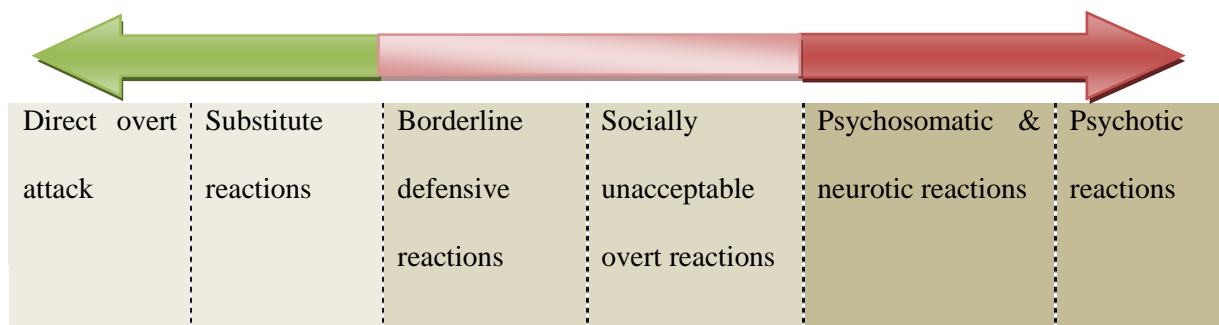 Direct overt
attack
Substitute
reactions
Borderline
defensive
reactions
Socially
unacceptable
overt reactions
Psychosomatic &
neurotic reactions
Psychotic
reactions